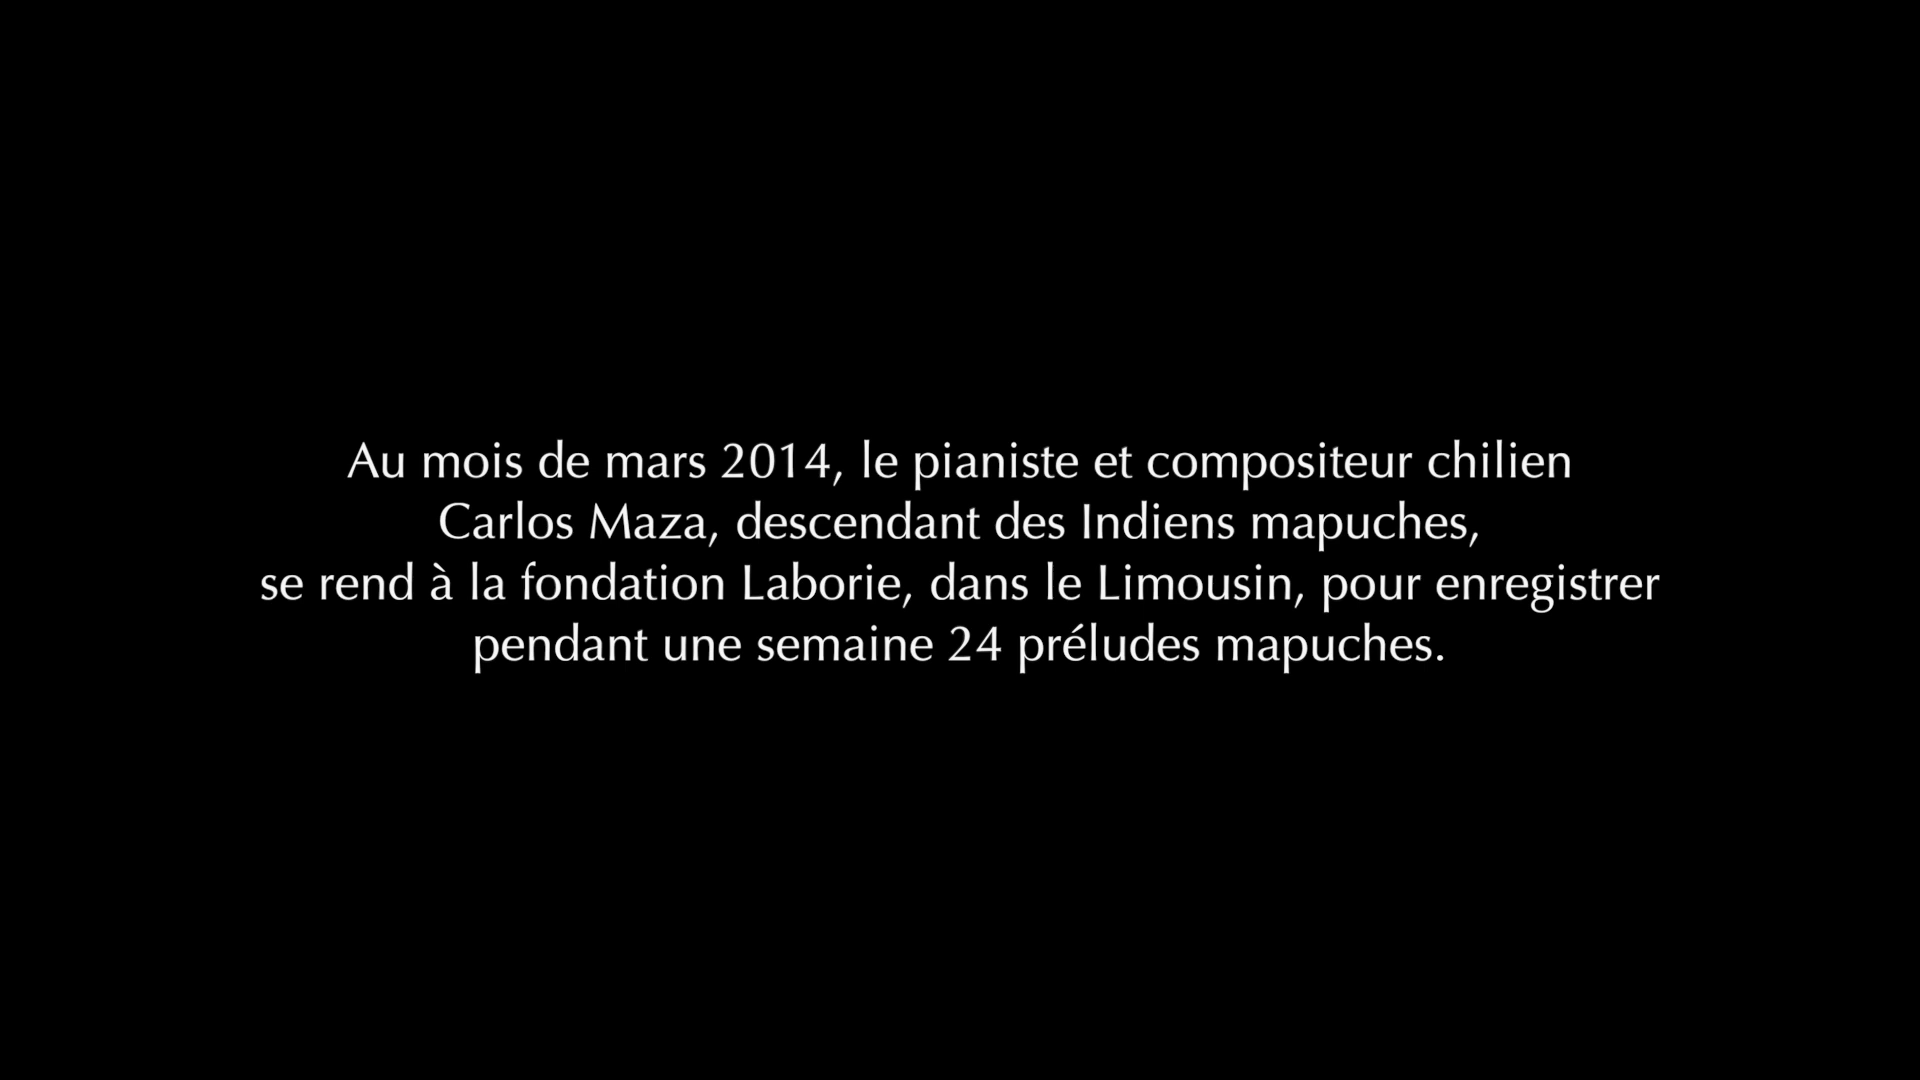 Au mois de mars 2014, le pianiste et compositeur chilien
Carlos Maza, descendant des Indiens mapuches,
se rend à la fondation Laborie, dans le Limousin, pour enregistrer
pendant une semaine 24 préludes mapuches.